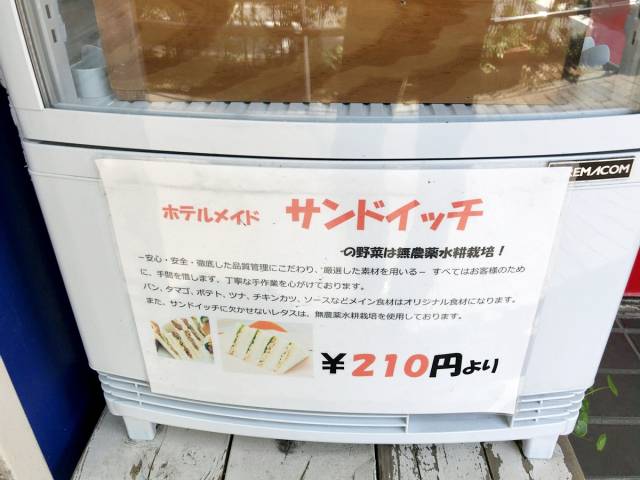 REMACOM
ホテルメイド サンドイッチ
の野菜は無農薬水耕栽培！
－安心・安全・徹底した品質管理にこだわり、厳選した素材を用いる－ すべてはお客様のため
に、手間を惜します、丁寧な手作業を心がけております。
パン、タマゴ、ポテト、ツナ、チキンカツ、ソースなどメイン食材はオリジナル食材になります。
また、サンドイッチに欠かせないレタスは、無農薬水耕栽培を使用しております。
￥210円より